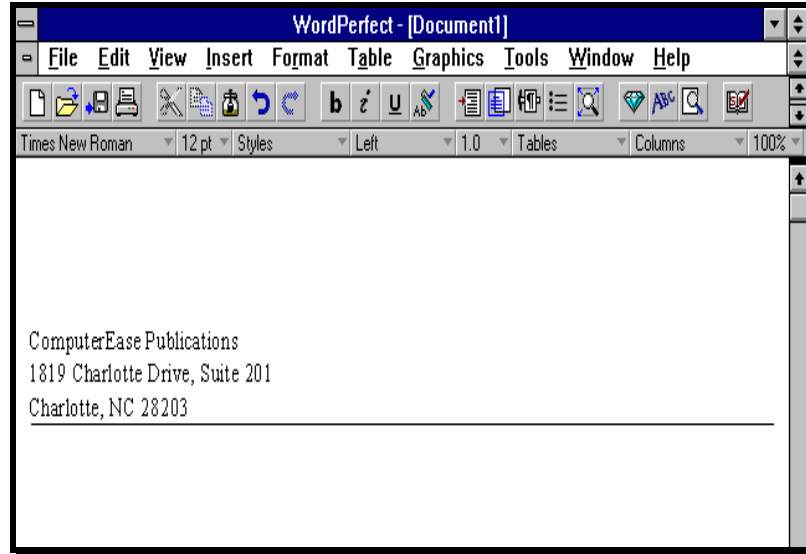 WordPerfect - [Document1]
File Edit View Insert Format Table Graphics Tools Window Help
b i u ABC
Times New Roman 12 pt Styles Left 1.0 Tables Columns 100%
ComputerEase Publications
1819 Charlotte Drive, Suite 201
Charlotte, NC 28203